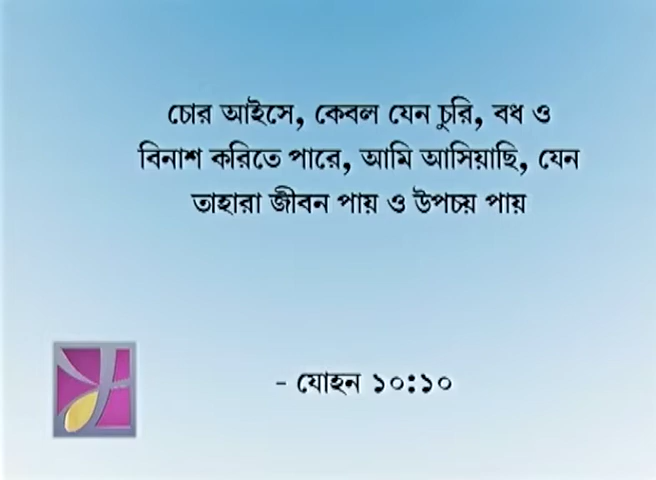 চোর আইসে, কেবল যেন চুরি, বধ ও
বিনাশ করিতে পারে, আমি আসিয়াছি, যেন
তাহারা জীবন পায় ও উপচয় পায়
- যোহন ১০:১০